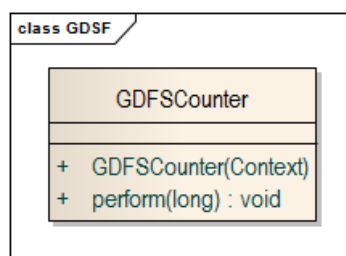 class GDSF
GDFSCounter
+ GDFSCounter(Context)
+ perform(long) : void